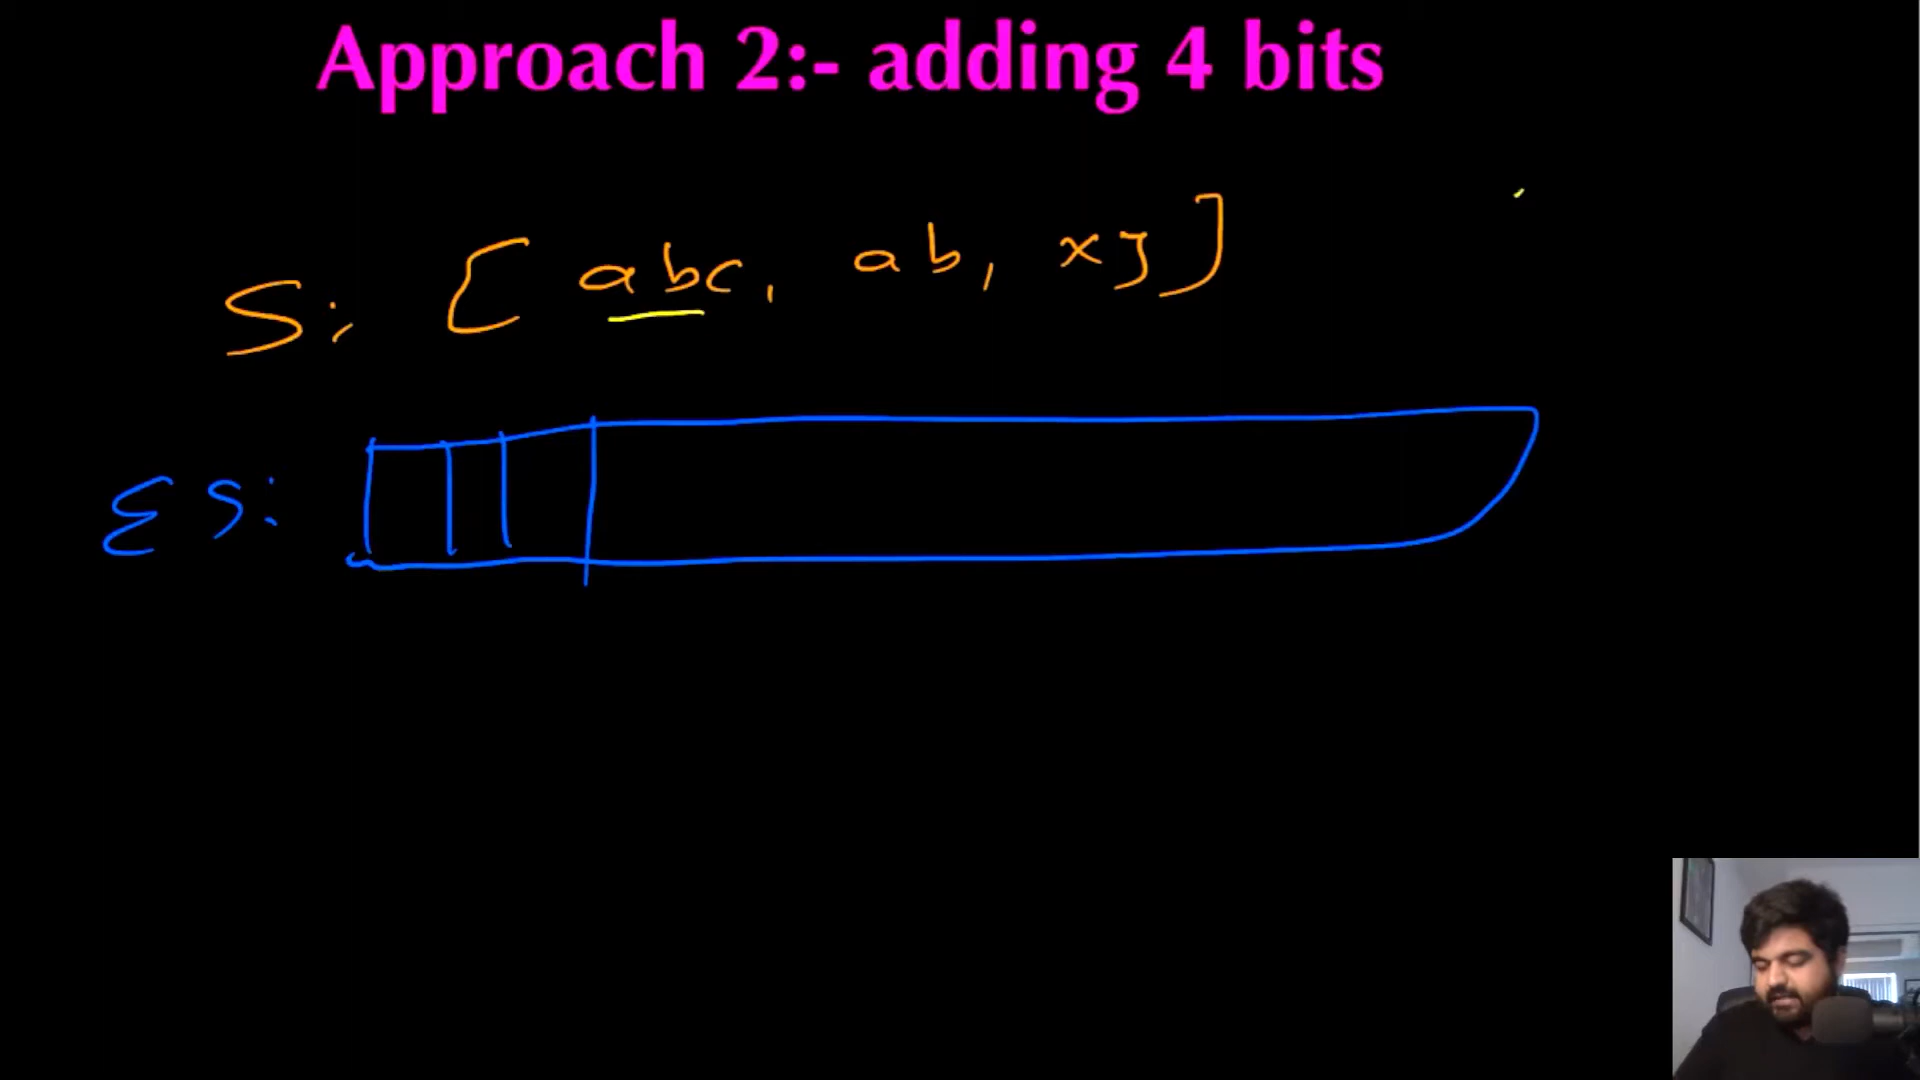 Approach 2:- adding 4 bits
S: [ abc, ab, xy ]
ES: